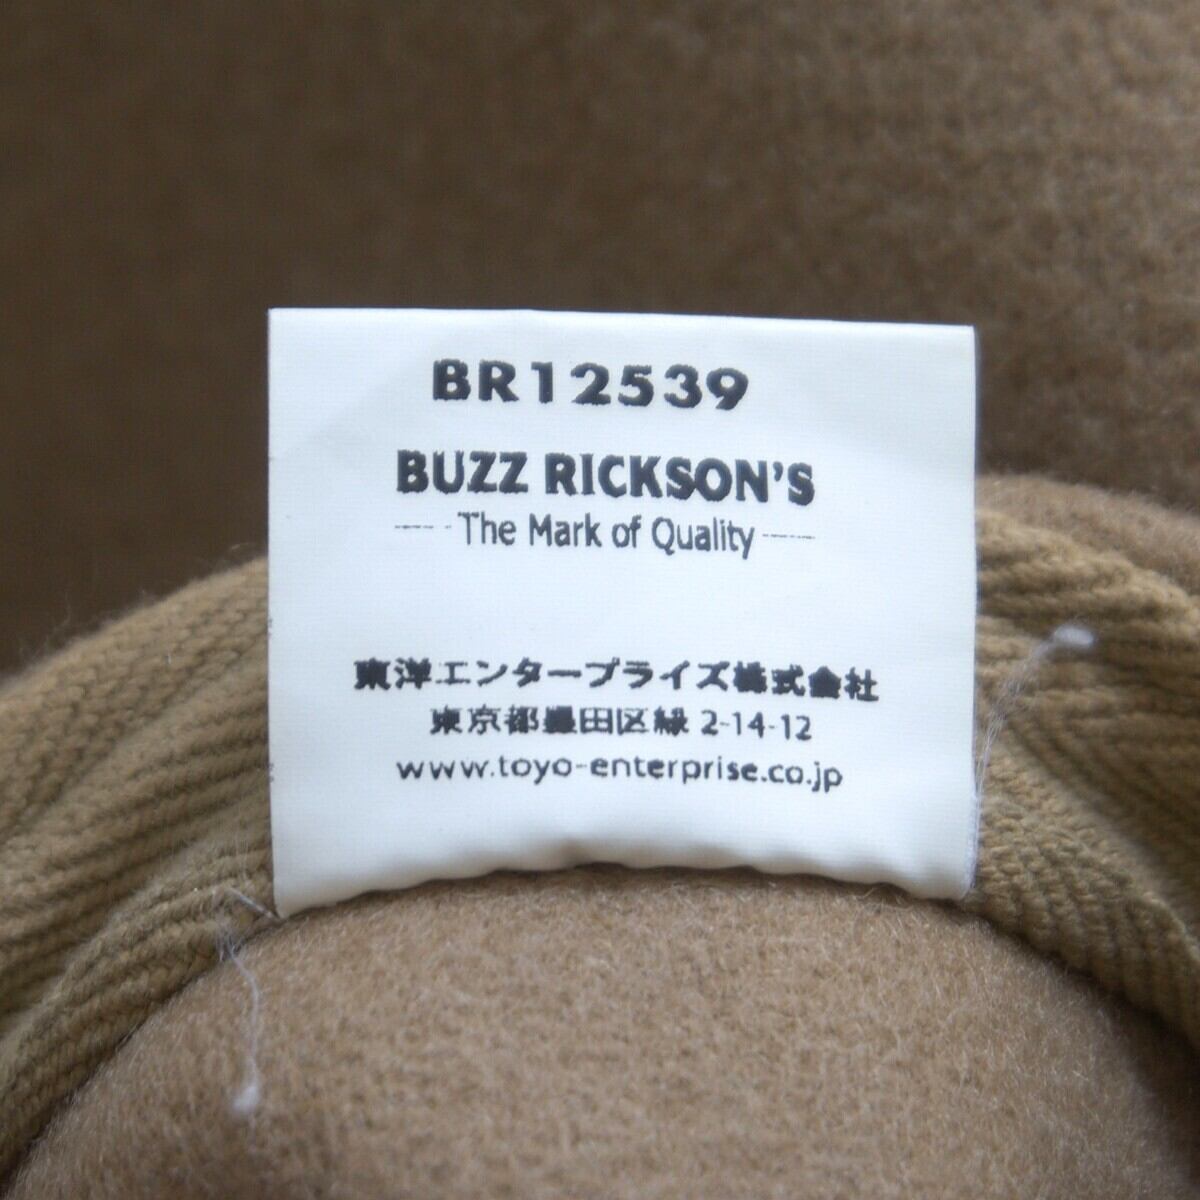 BR12539
BUZZ RICKSON'S
The Mark of Quality
東洋エンタープライズ株式会社
東京都墨田区緑 2-14-12
www.toyo-enterprise.co.jp